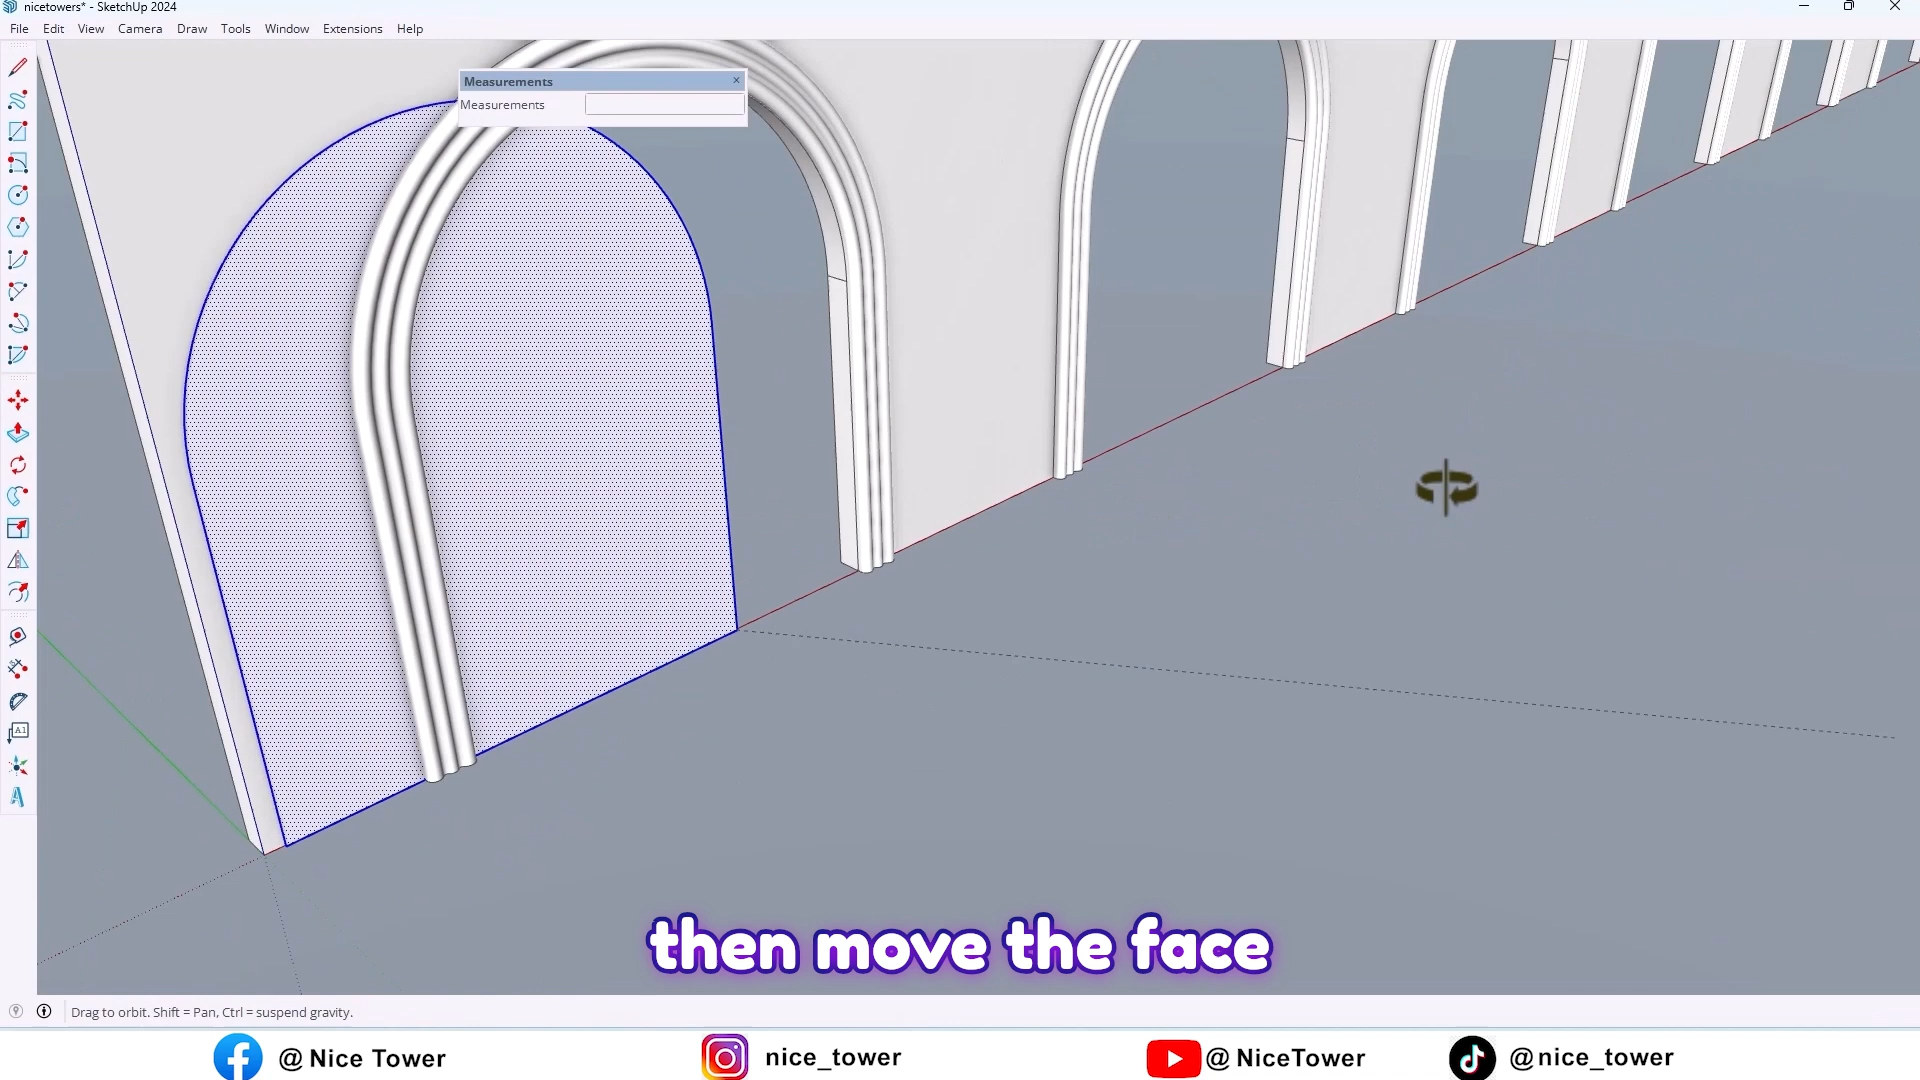 nicetowers* - SketchUp 2024
File Edit View Camera Draw Tools Window Extensions Help
Measurements
Measurements
A1
then move the face
Drag to orbit. Shift = Pan, Ctrl = suspend gravity.
@ Nice Tower nice_tower @ NiceTower @nice_tower